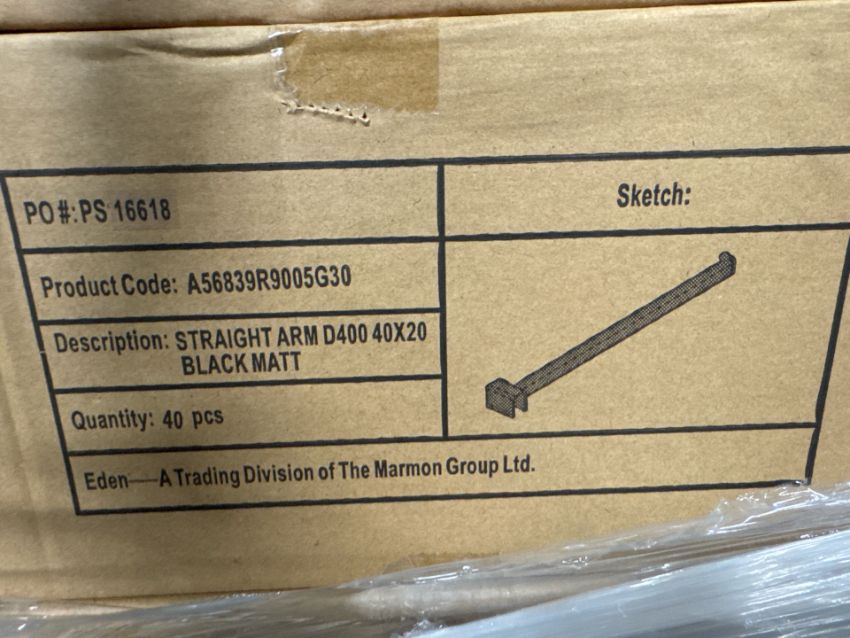 PO#:PS 16618
Sketch:
Product Code: A56839R9005G30
Description: STRAIGHT ARM D400 40X20
BLACK MATT
Quantity: 40 pcs
Eden—A Trading Division of The Marmon Group Ltd.